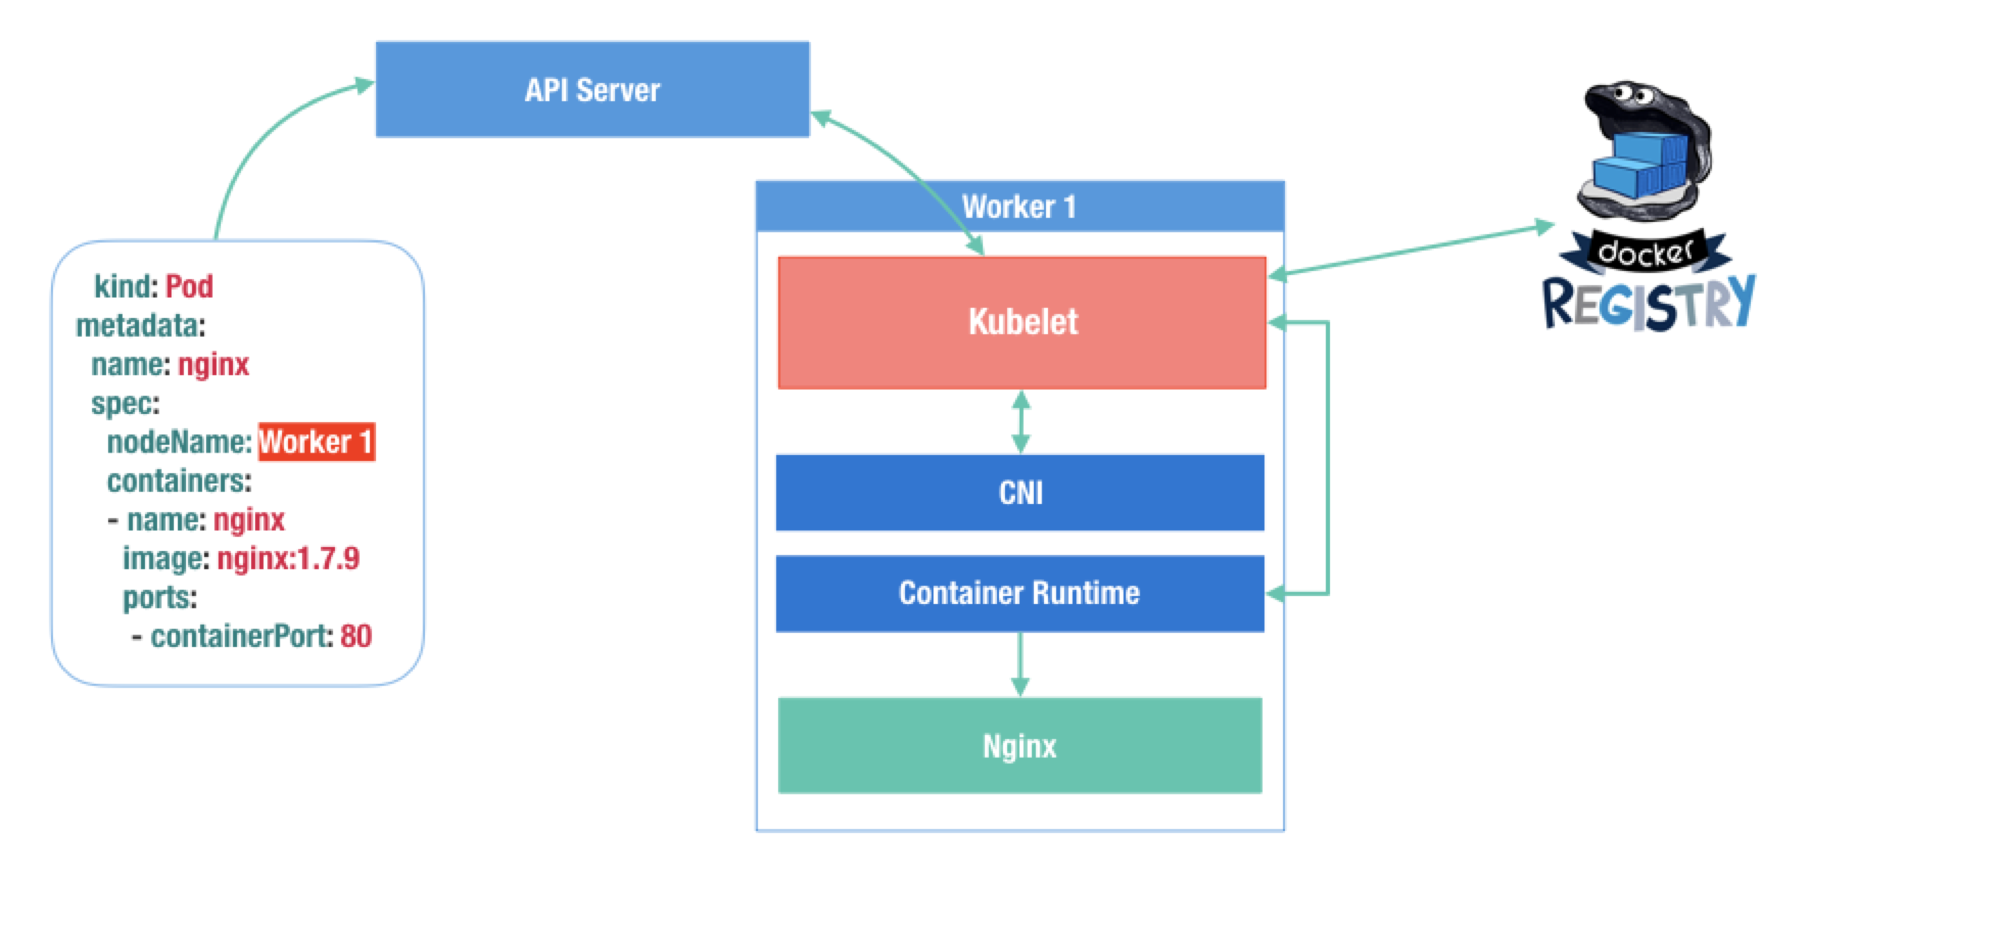 API Server
Worker 1
docker
REGISTRY
kind: Pod
metadata:
name: nginx
spec:
nodeName: Worker 1
containers:
- name: nginx
image: nginx:1.7.9
ports:
- containerPort: 80
Kubelet
CNI
Container Runtime
Nginx